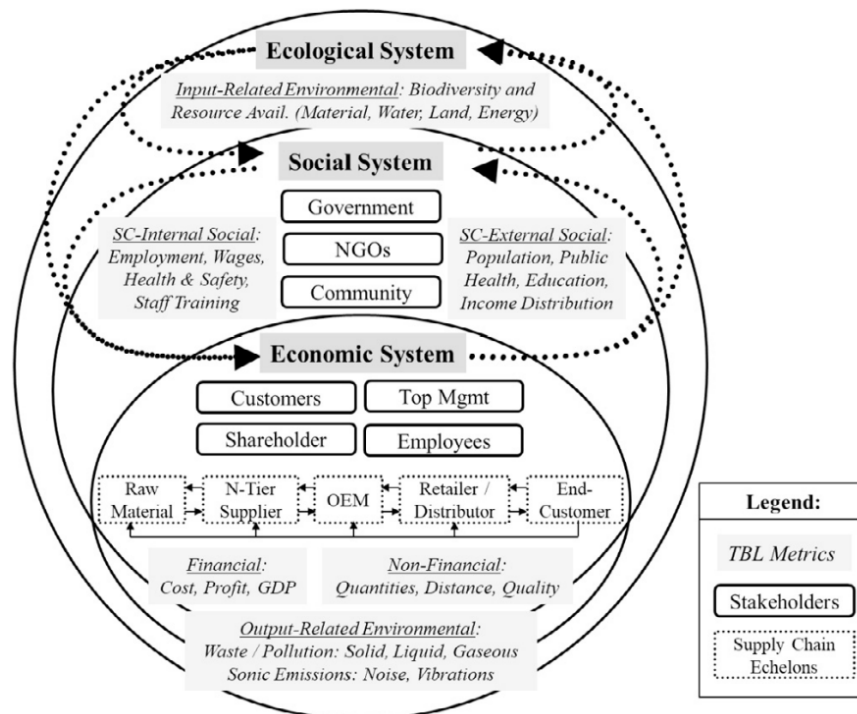 Ecological System
Input-Related Environmental: Biodiversity and
Resource Avail. (Material, Water, Land, Energy)
Social System
Government
NGOs
Community
SC-Internal Social:
Employment, Wages,
Health & Safety,
Staff Training
SC-External Social:
Population, Public
Health, Education,
Income Distribution
Economic System
Customers
Top Mgmt
Shareholder
Employees
Raw
Material
N-Tier
Supplier
OEM
Retailer /
Distributor
End-
Customer
Financial:
Cost, Profit, GDP
Non-Financial:
Quantities, Distance, Quality
Output-Related Environmental:
Waste / Pollution: Solid, Liquid, Gaseous
Sonic Emissions: Noise, Vibrations
Legend:
TBL Metrics
Stakeholders
Supply Chain
Echelons